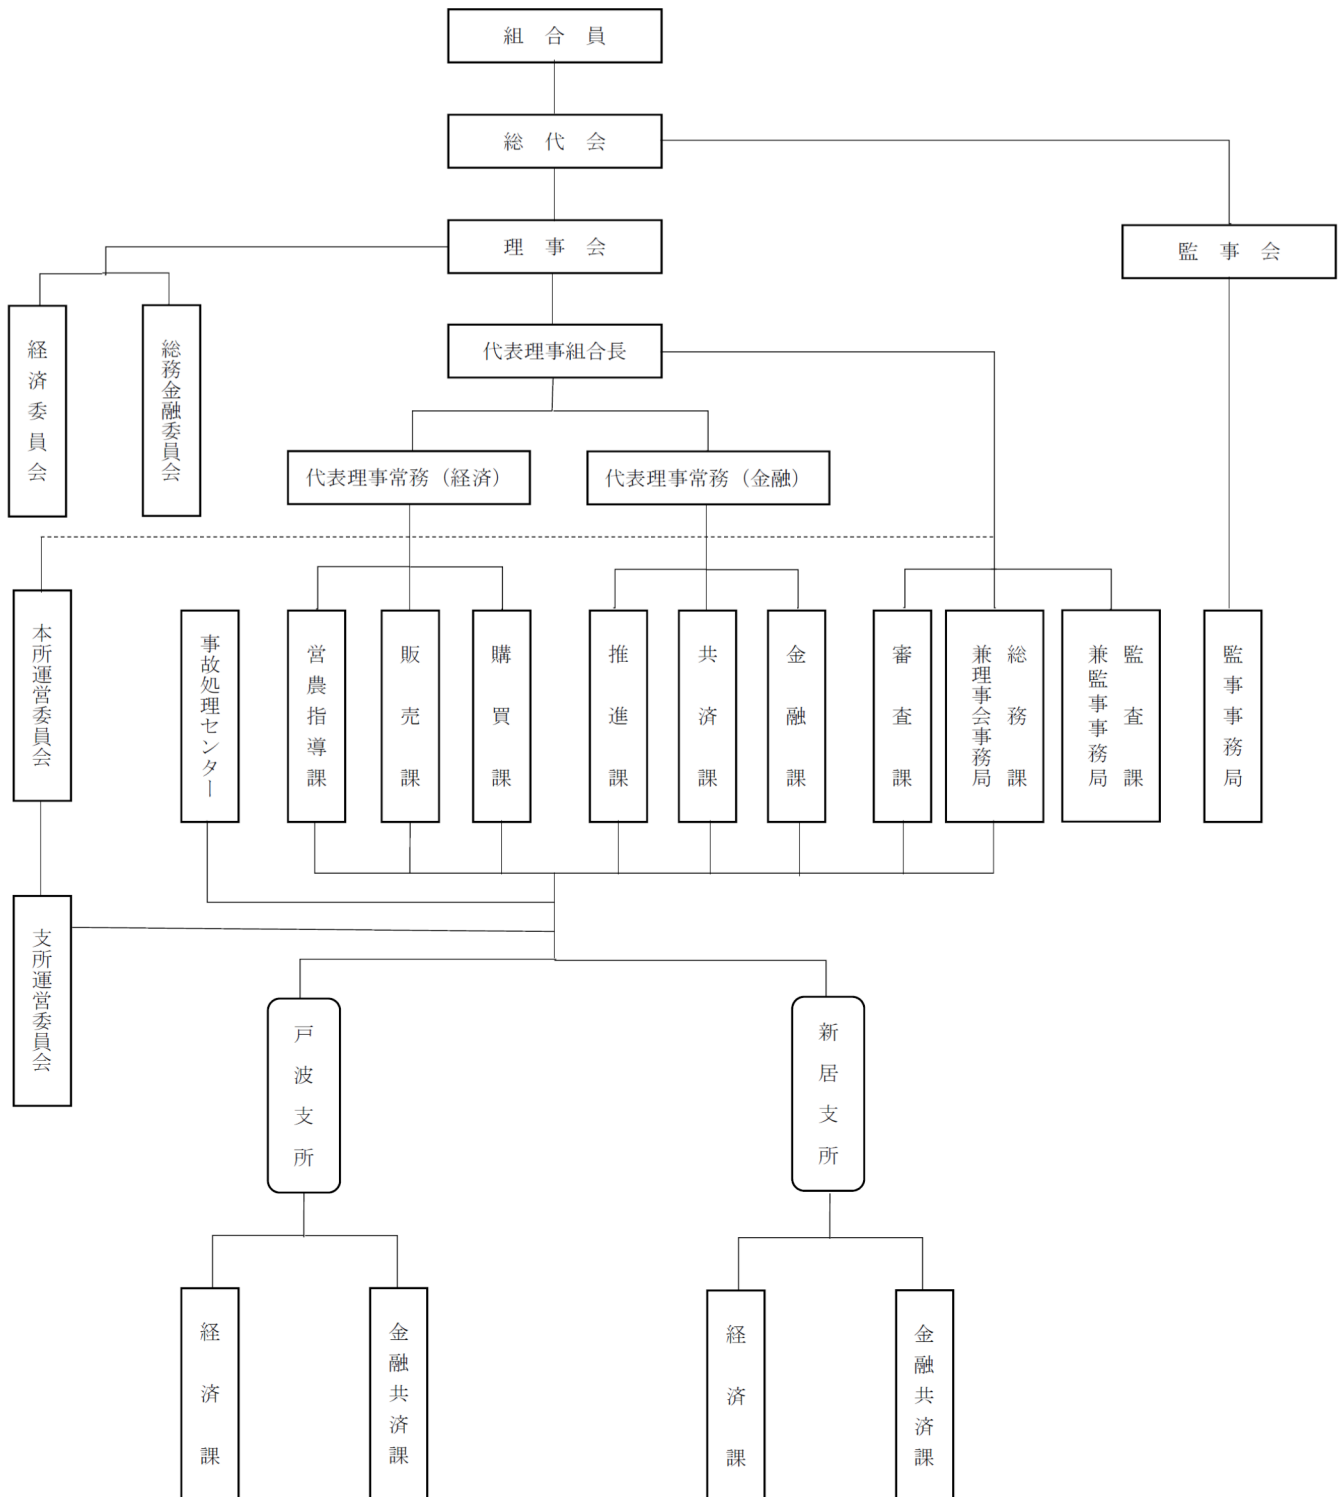 組　合　員
総　代　会
理　事　会
監　事　会
経済委員会
総務金融委員会
代表理事組合長
代表理事常務（経済）
代表理事常務（金融）
本所運営委員会
事故処理センター
営農指導課
販売課
購買課
推進課
共済課
金融課
審査課
総務課
兼理事会事務局
監査課
兼監事事務局
監事事務局
支所運営委員会
戸波支所
新居支所
経済課
金融共済課
経済課
金融共済課